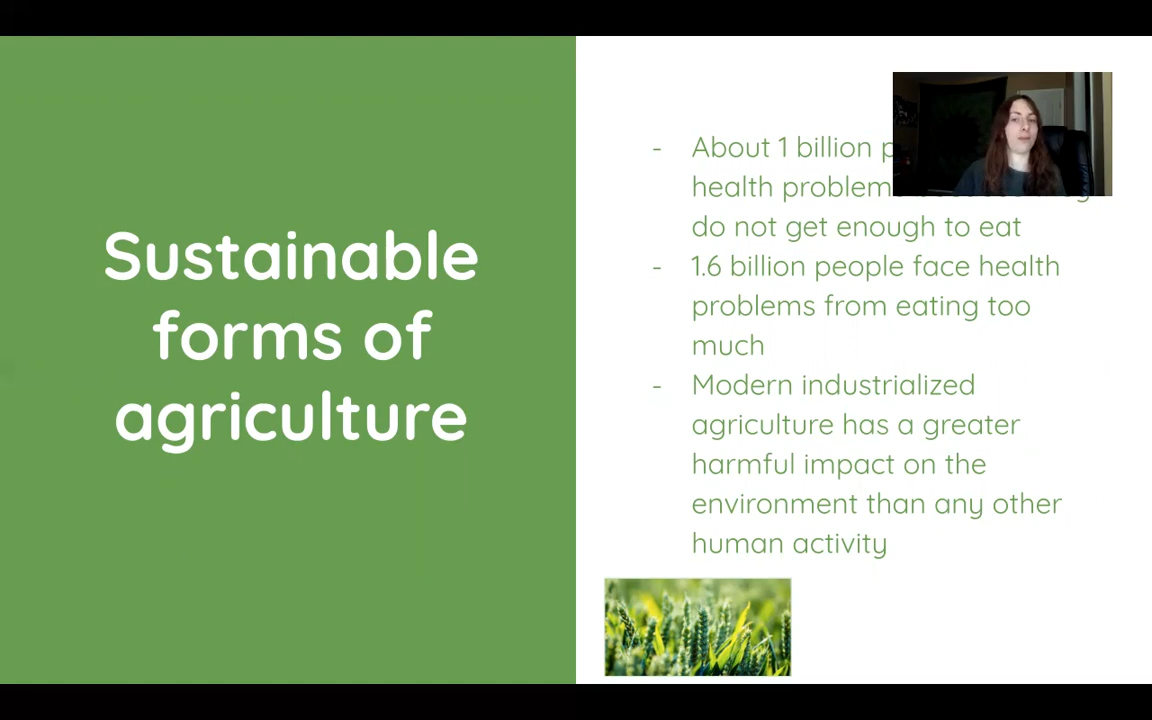 Sustainable
forms of
agriculture
- About 1 billion
health problem
do not get enough to eat
- 1.6 billion people face health
problems from eating too
much
- Modern industrialized
agriculture has a greater
harmful impact on the
environment than any other
human activity